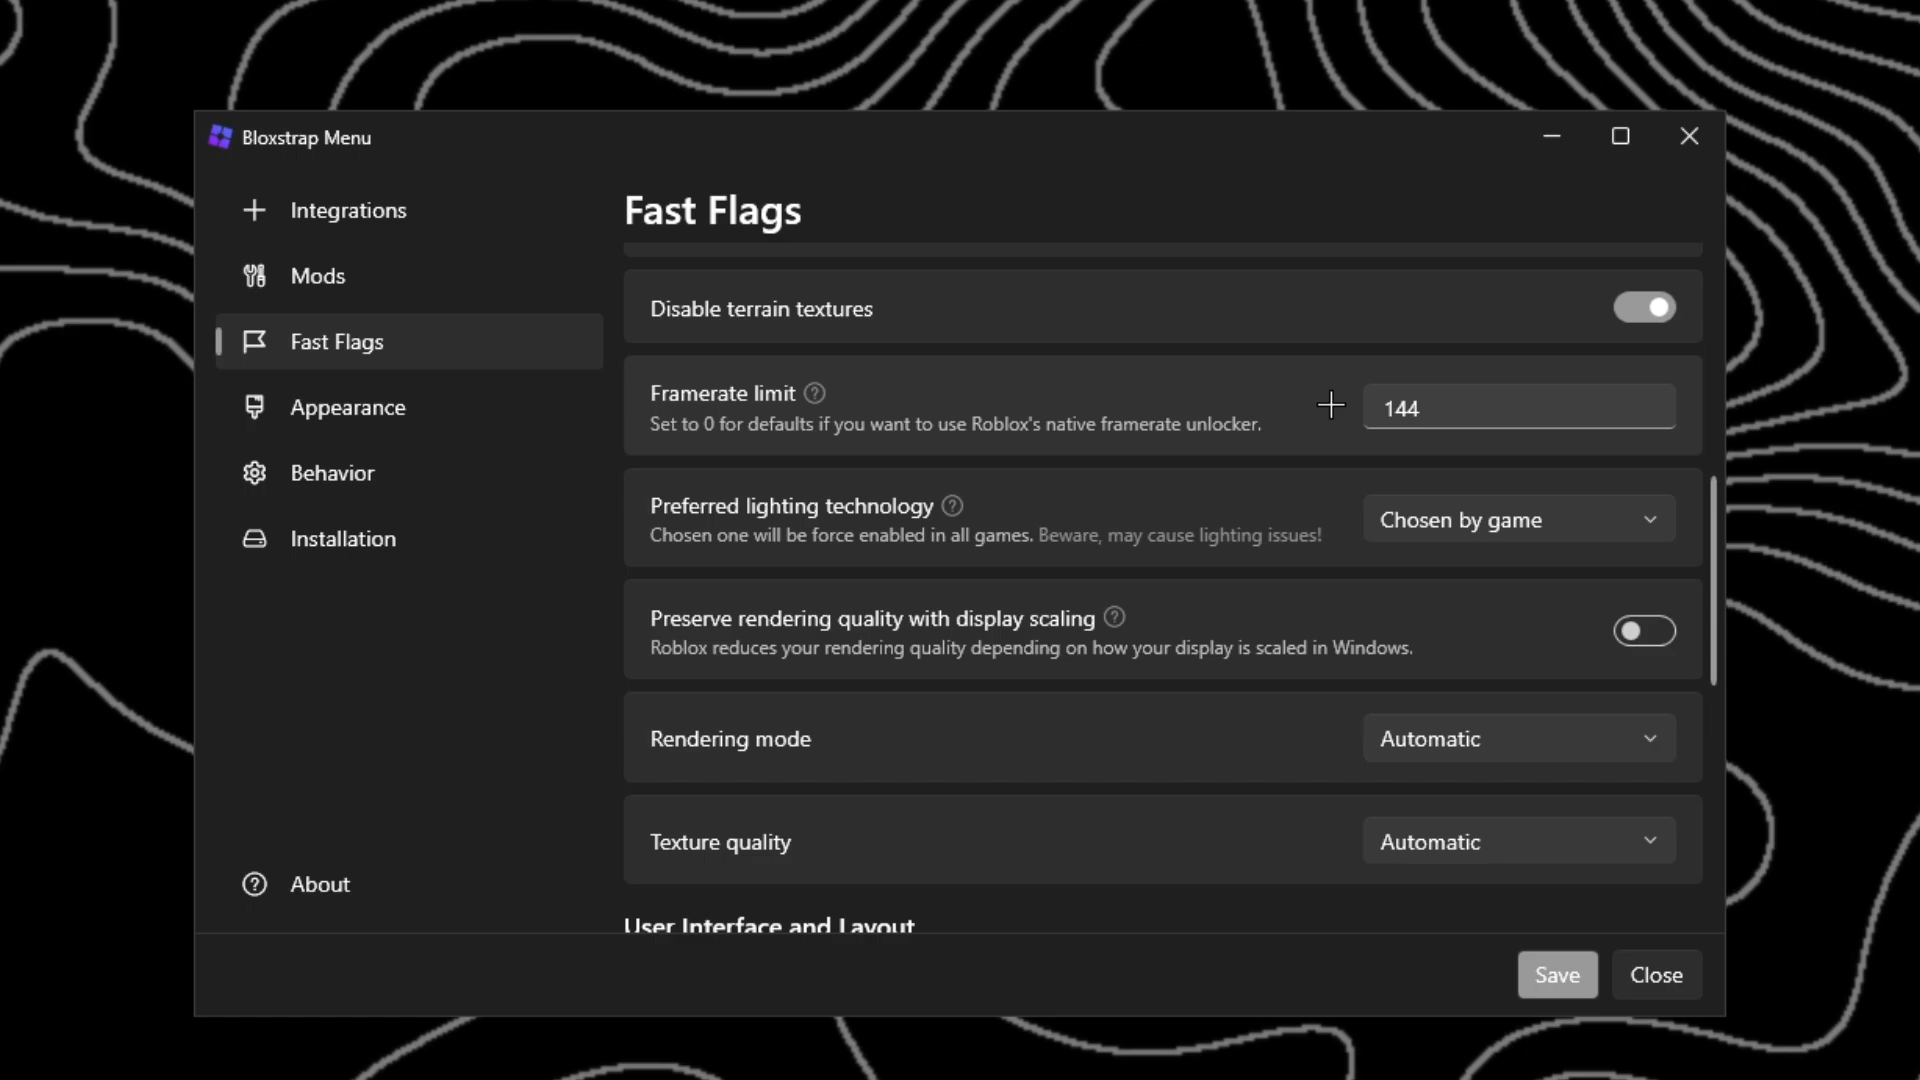 Bloxstrap Menu
Integrations
Mods
Fast Flags
Appearance
Behavior
Installation
About
Fast Flags
Disable terrain textures
Framerate limit
Set to 0 for defaults if you want to use Roblox's native framerate unlocker.
144
Preferred lighting technology
Chosen one will be force enabled in all games. Beware, may cause lighting issues!
Chosen by game
Preserve rendering quality with display scaling
Roblox reduces your rendering quality depending on how your display is scaled in Windows.
Rendering mode
Automatic
Texture quality
Automatic
User Interface and Layout
Save
Close